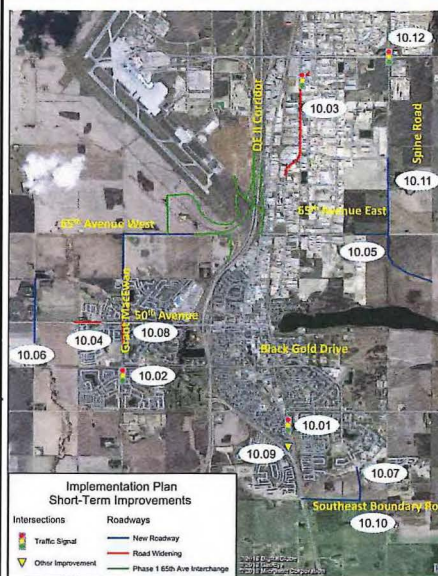 10.12
QE II Corridor
Spine Road
10.03
10.11
65th Avenue West
65th Avenue East
10.05
50th Avenue
Grant MacEwan
10.04
10.08
10.06
Black Gold Drive
10.02
10.01
10.09
10.07
Southeast Boundary Ro
10.10
Implementation Plan
Short-Term Improvements
Intersections
Roadways
Traffic Signal
New Roadway
Road Widening
Other Improvement
Phase 1 65th Ave Interchange